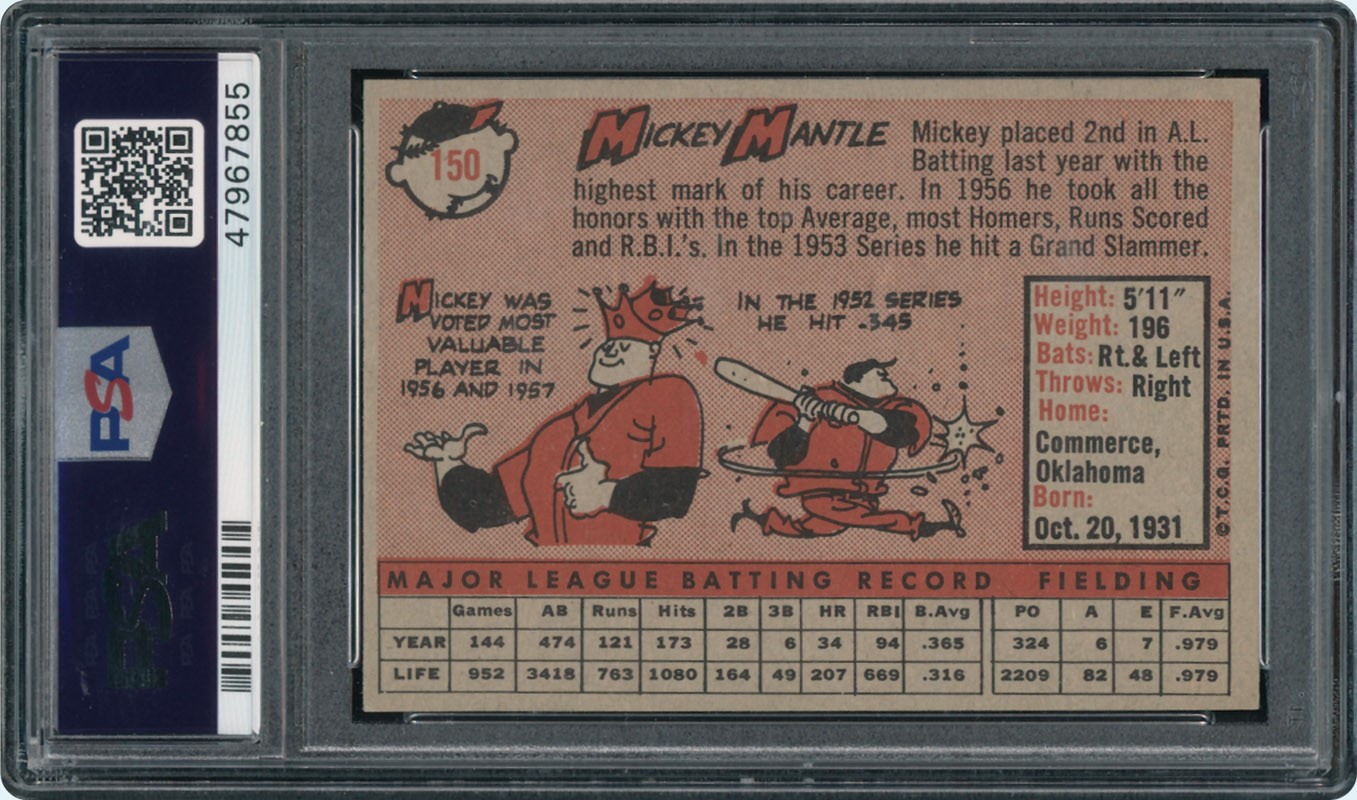 47967855
PSA
PSA
150
MICKEY MANTLE
Mickey placed 2nd in A.L.
Batting last year with the
highest mark of his career. In 1956 he took all the
honors with the top Average, most Homers, Runs Scored
and R.B.I.'s. In the 1953 Series he hit a Grand Slammer.
MICKEY WAS
VOTED MOST
VALUABLE
PLAYER IN
1956 AND 1957
IN THE 1952 SERIES
HE HIT .345
Height: 5'11"
Weight: 196
Bats: Rt.& Left
Throws: Right
Home:
Commerce,
Oklahoma
Born:
Oct. 20, 1931
©T.C.G. PRTD. IN U.S.A.
MAJOR LEAGUE BATTING RECORD FIELDING
Games AB Runs Hits 2B 3B HR RBI B.Avg PO A E F.Avg
YEAR 144 474 121 173 28 6 34 94 .365 324 6 7 .979
LIFE 952 3418 763 1080 164 49 207 669 .316 2209 82 48 .979